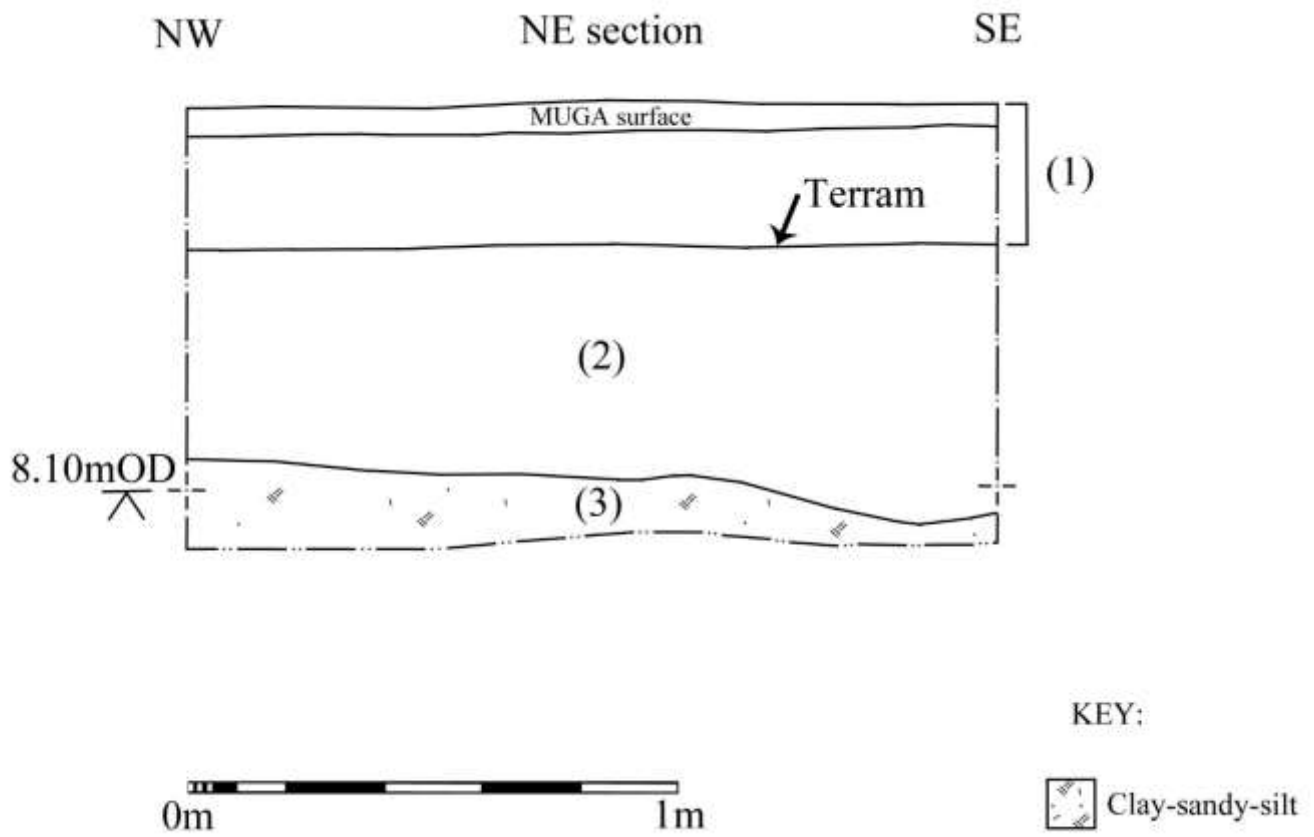 NW NE section SE
MUGA surface
(1)
Terram
(2)
8.10mOD
(3)
KEY:
0m 1m
Clay-sandy-silt